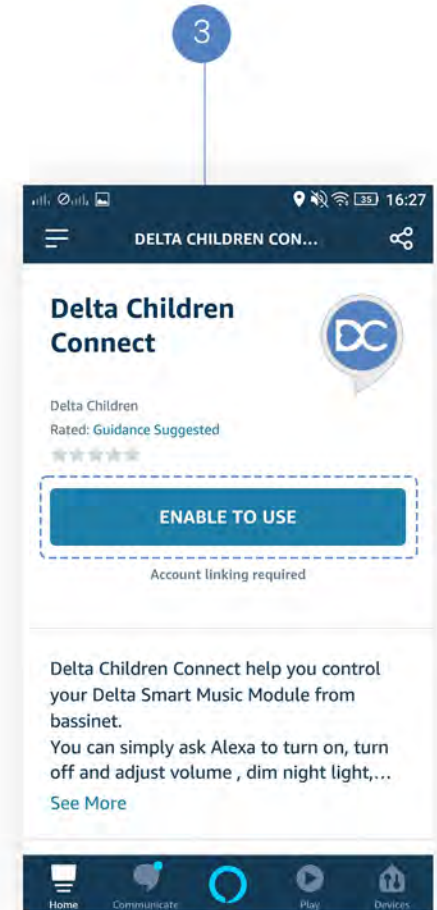 3
35 16:27
DELTA CHILDREN CON...
Delta Children
Connect
DC
Delta Children
Rated: Guidance Suggested
ENABLE TO USE
Account linking required
Delta Children Connect help you control
your Delta Smart Music Module from
bassinet.
You can simply ask Alexa to turn on, turn
off and adjust volume , dim night light,...
See More
Home Communicate Play Devices